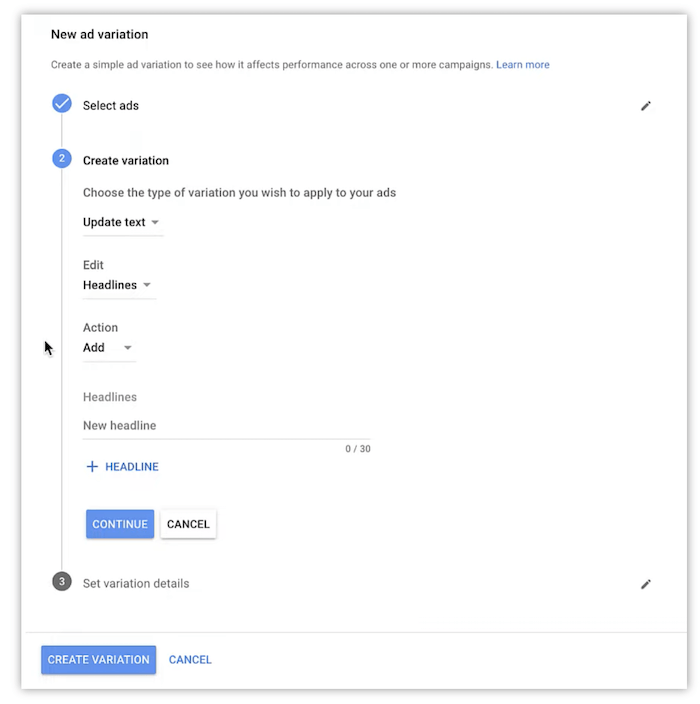 New ad variation
Create a simple ad variation to see how it affects performance across one or more campaigns. Learn more
Select ads
2 Create variation
Choose the type of variation you wish to apply to your ads
Update text
Edit
Headlines
Action
Add
Headlines
New headline
0 / 30
+ HEADLINE
CONTINUE CANCEL
3 Set variation details
CREATE VARIATION CANCEL